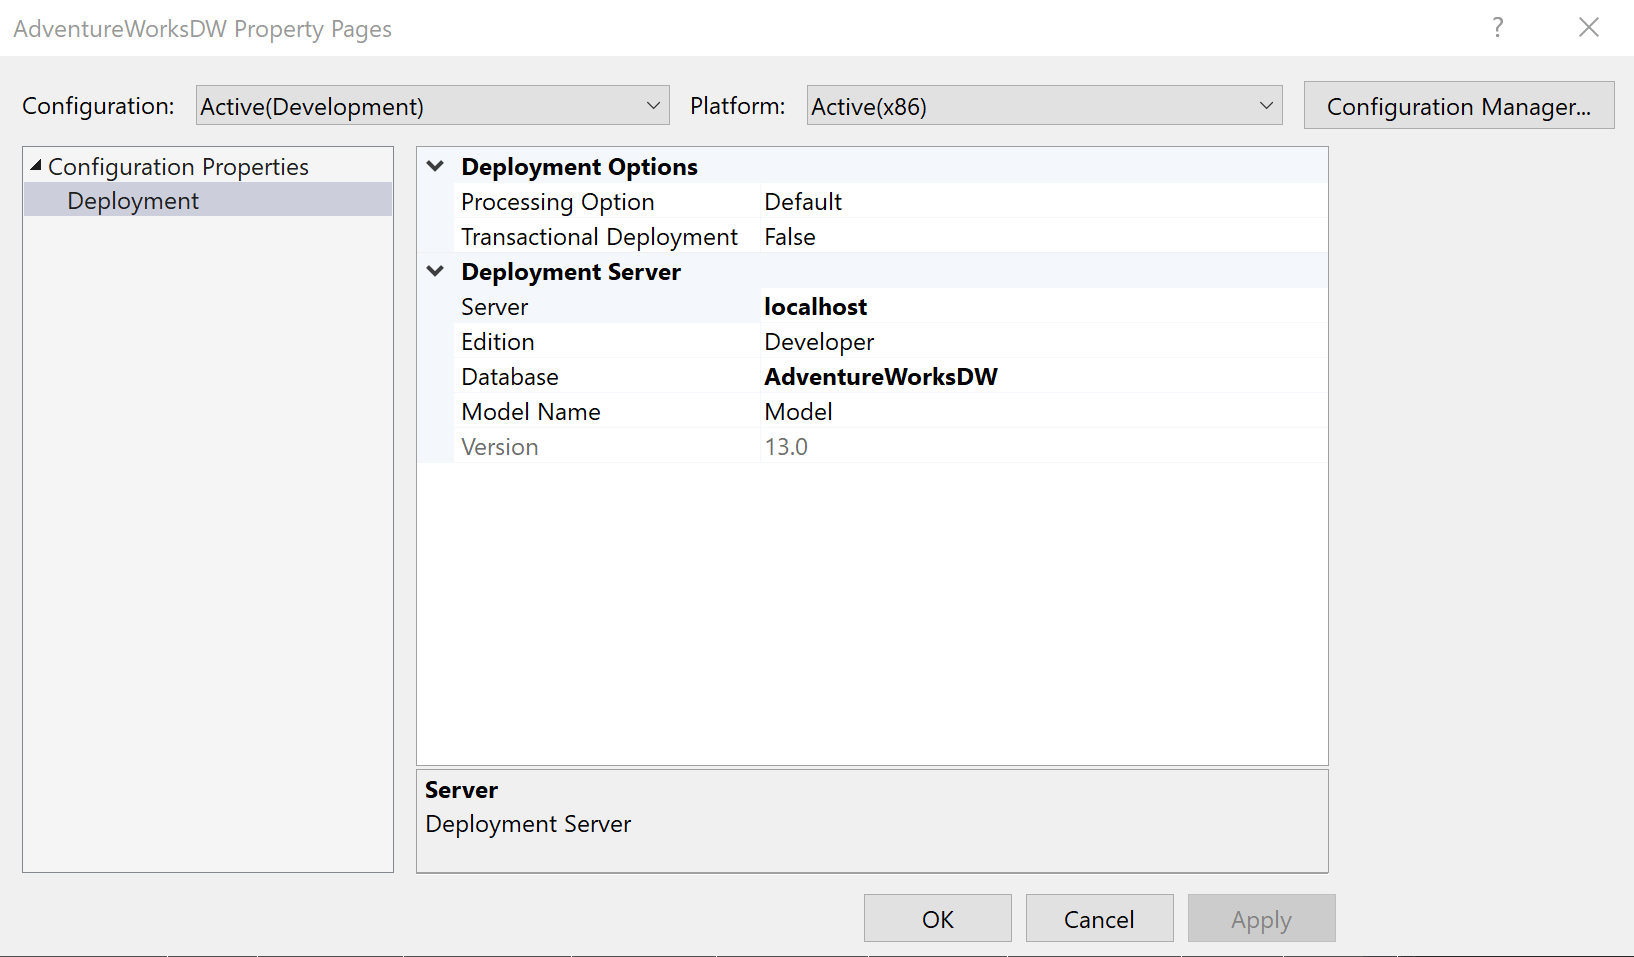 AdventureWorksDW Property Pages ?
Configuration: Active(Development) Platform: Active(x86) Configuration Manager...
Configuration Properties
Deployment
Deployment Options
Processing Option Default
Transactional Deployment False
Deployment Server
Server localhost
Edition Developer
Database AdventureWorksDW
Model Name Model
Version 13.0
Server
Deployment Server
OK Cancel Apply